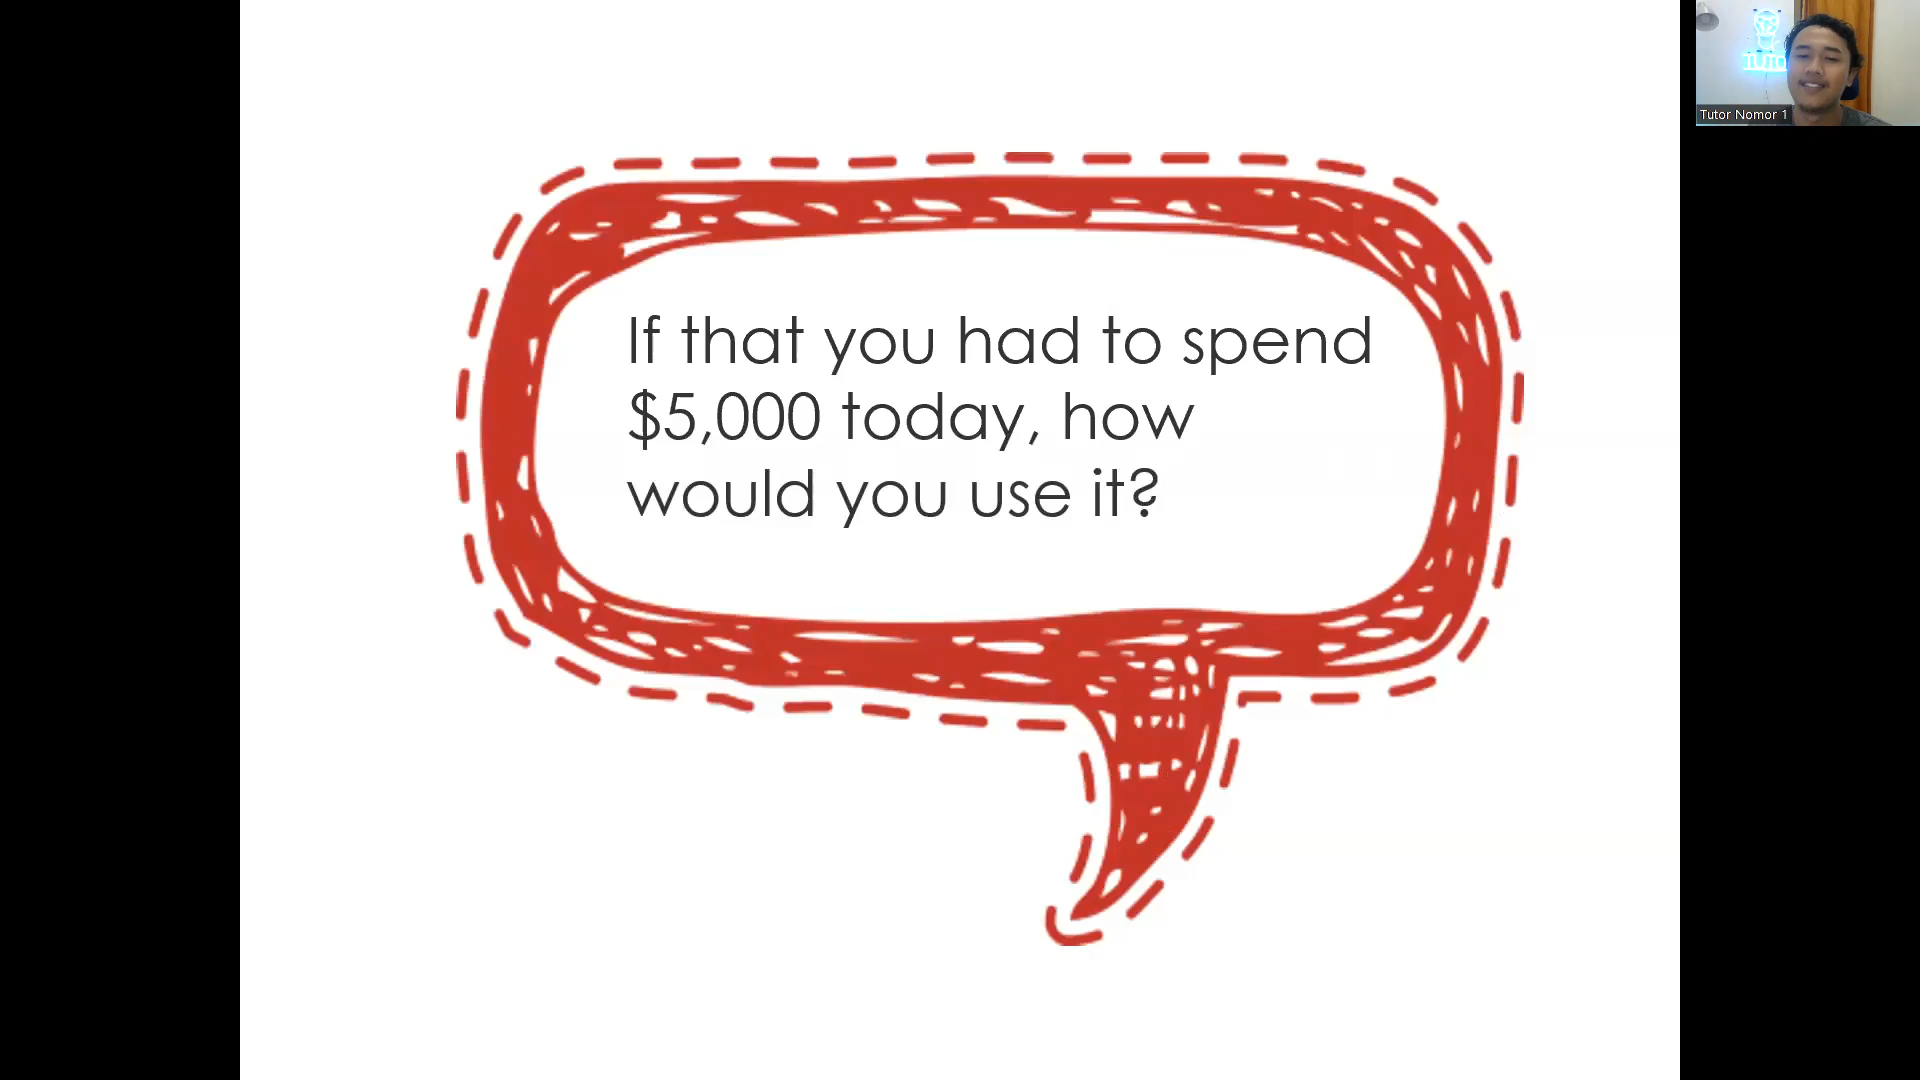 If that you had to spend
$5,000 today, how
would you use it?
Tutor Nomor 1